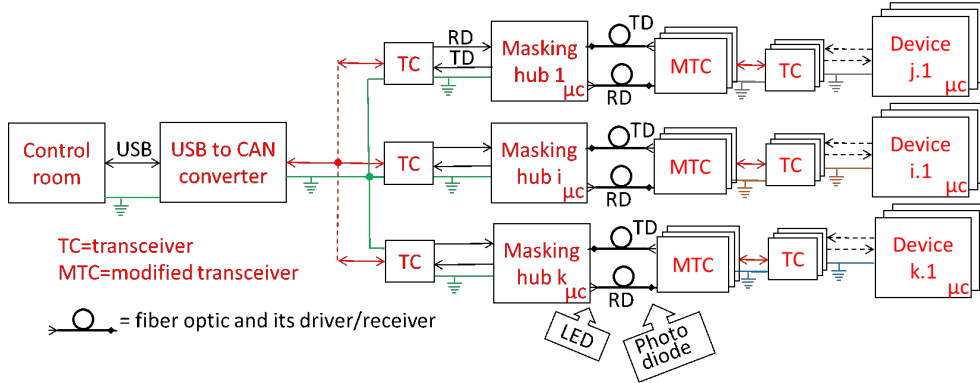 RD
TD
TC
Masking
hub 1
μc
TD
RD
MTC
TC
Device
j.1
μc
Control
room
USB
USB to CAN
converter
TC
Masking
hub i
μc
TD
RD
MTC
TC
Device
i.1
μc
TC
Masking
hub k
μc
TD
RD
MTC
TC
Device
k.1
μc
TC=transceiver
MTC=modified transceiver
= fiber optic and its driver/receiver
LED
Photo
diode